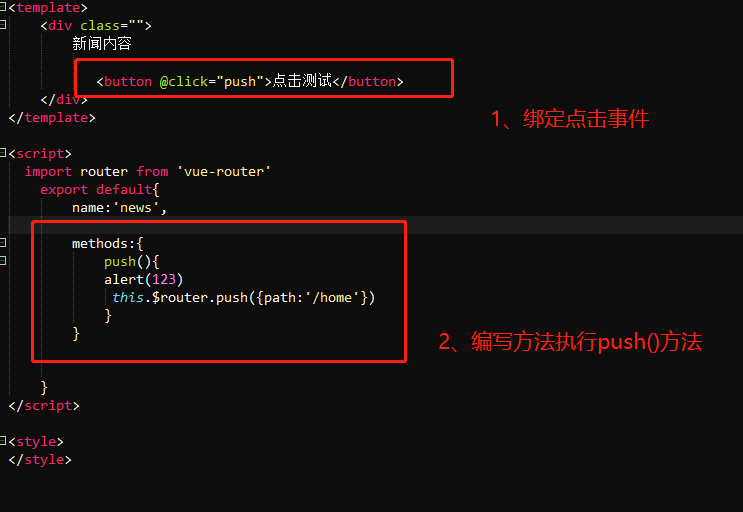 <template>
<div class="">
新闻内容
<button @click="push">点击测试</button>
</div>
</template>
1、绑定点击事件
<script>
import router from 'vue-router'
export default{
name:'news',
methods:{
push(){
alert(123)
this.$router.push({path:'/home'})
}
}
2、编写方法执行push()方法
}
</script>
<style>
</style>